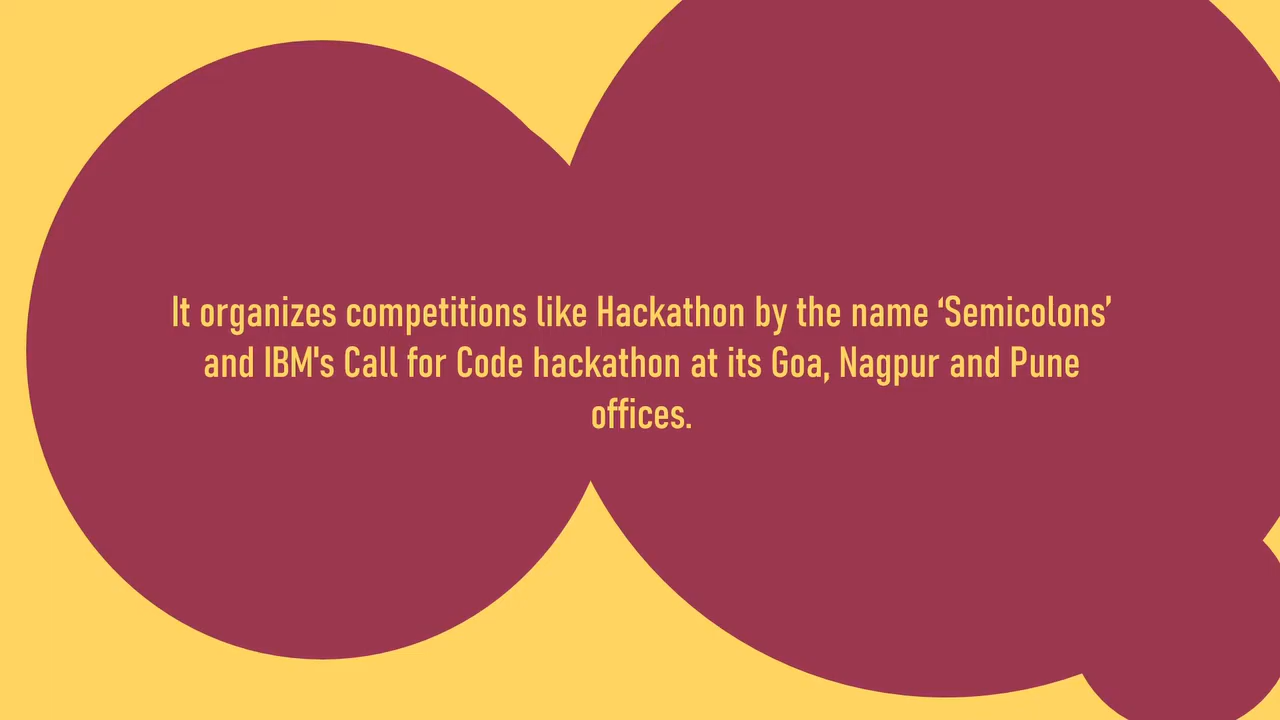 It organizes competitions like Hackathon by the name ‘Semicolons’
and IBM's Call for Code hackathon at its Goa, Nagpur and Pune
offices.